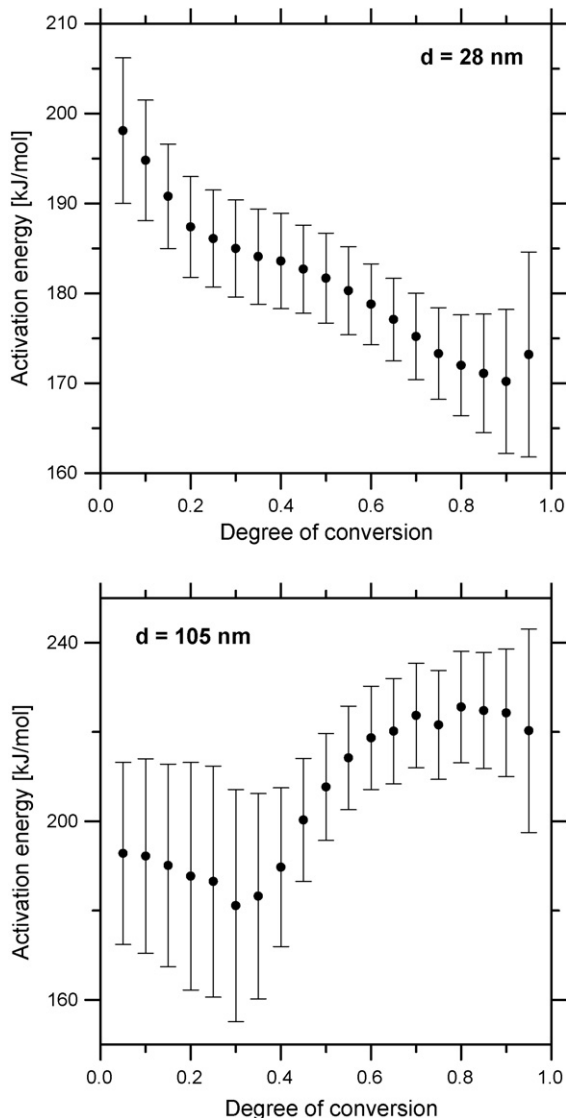 210
d = 28 nm
200
190
180
170
160
Activation energy [kJ/mol]
0.0 0.2 0.4 0.6 0.8 1.0
Degree of conversion
d = 105 nm
240
200
160
Activation energy [kJ/mol]
0.0 0.2 0.4 0.6 0.8 1.0
Degree of conversion